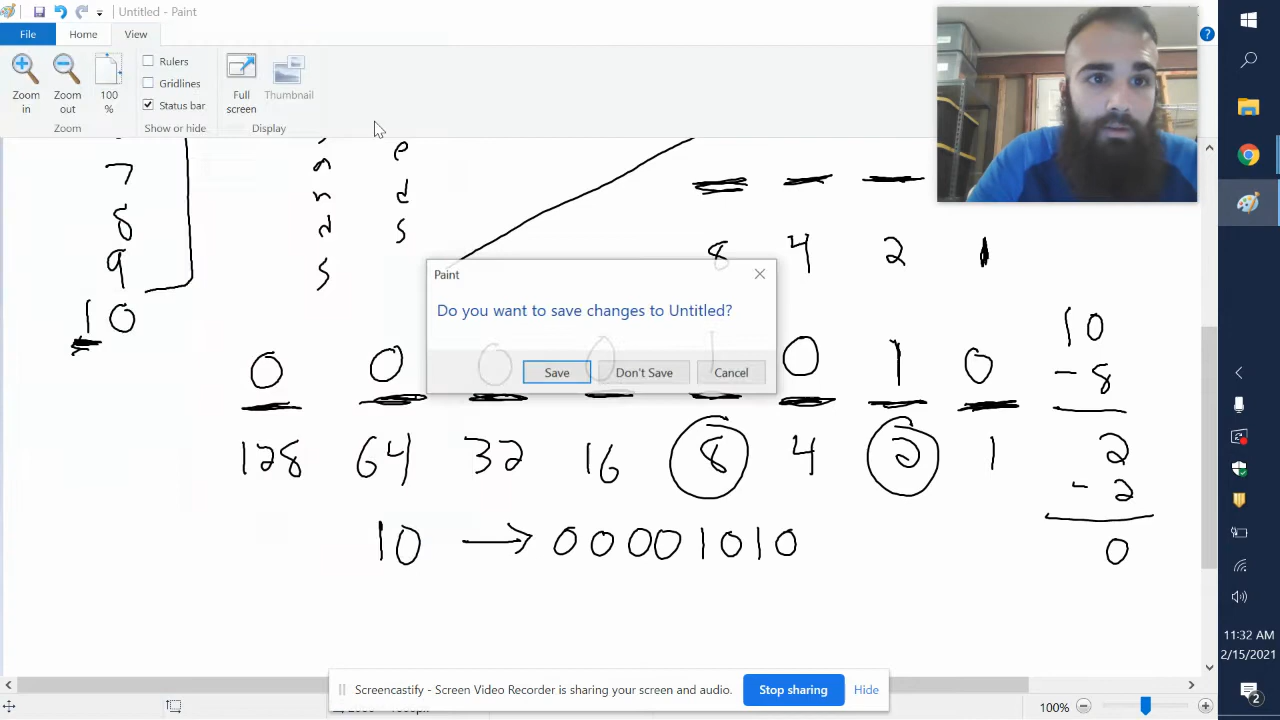 Untitled - Paint
File Home View
Zoom in
Zoom out
100 %
Rulers
Gridlines
Status bar
Full screen
Thumbnail
Zoom
Show or hide
Display
7
8
9
10
a
n
d
s
e
d
s
8 4 2 1
Paint
Do you want to save changes to Untitled?
Save Don't Save Cancel
0 0 0 0 1 0 1 0
128 64 32 16 8 4 2 1
10 → 00001010
10
- 8
2
- 2
0
Screencastify - Screen Video Recorder is sharing your screen and audio.
Stop sharing
Hide
100%
11:32 AM
2/15/2021
2